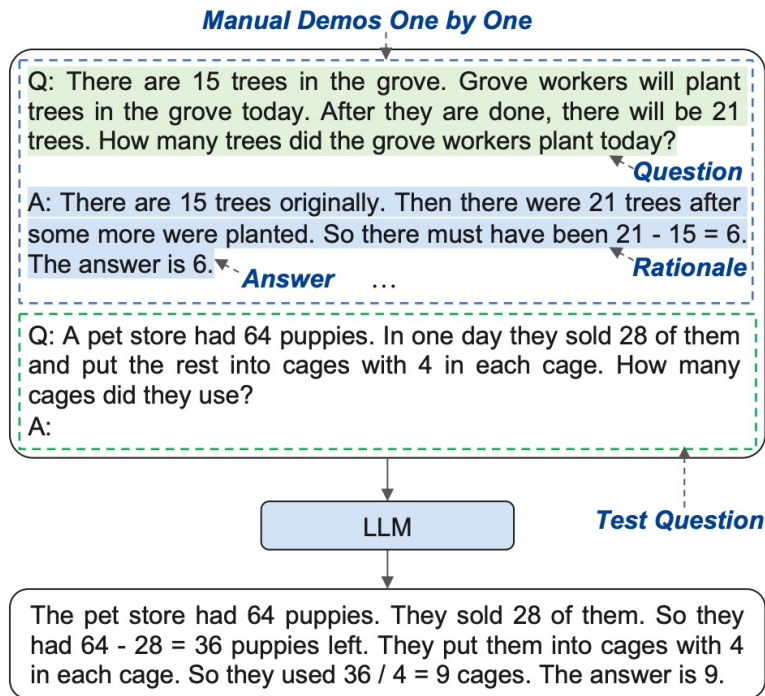 Manual Demos One by One
Q: There are 15 trees in the grove. Grove workers will plant
trees in the grove today. After they are done, there will be 21
trees. How many trees did the grove workers plant today?
Question
A: There are 15 trees originally. Then there were 21 trees after
some more were planted. So there must have been 21 - 15 = 6.
The answer is 6.
Rationale
Answer
...
Q: A pet store had 64 puppies. In one day they sold 28 of them
and put the rest into cages with 4 in each cage. How many
cages did they use?
A:
LLM
Test Question
The pet store had 64 puppies. They sold 28 of them. So they
had 64 - 28 = 36 puppies left. They put them into cages with 4
in each cage. So they used 36 / 4 = 9 cages. The answer is 9.